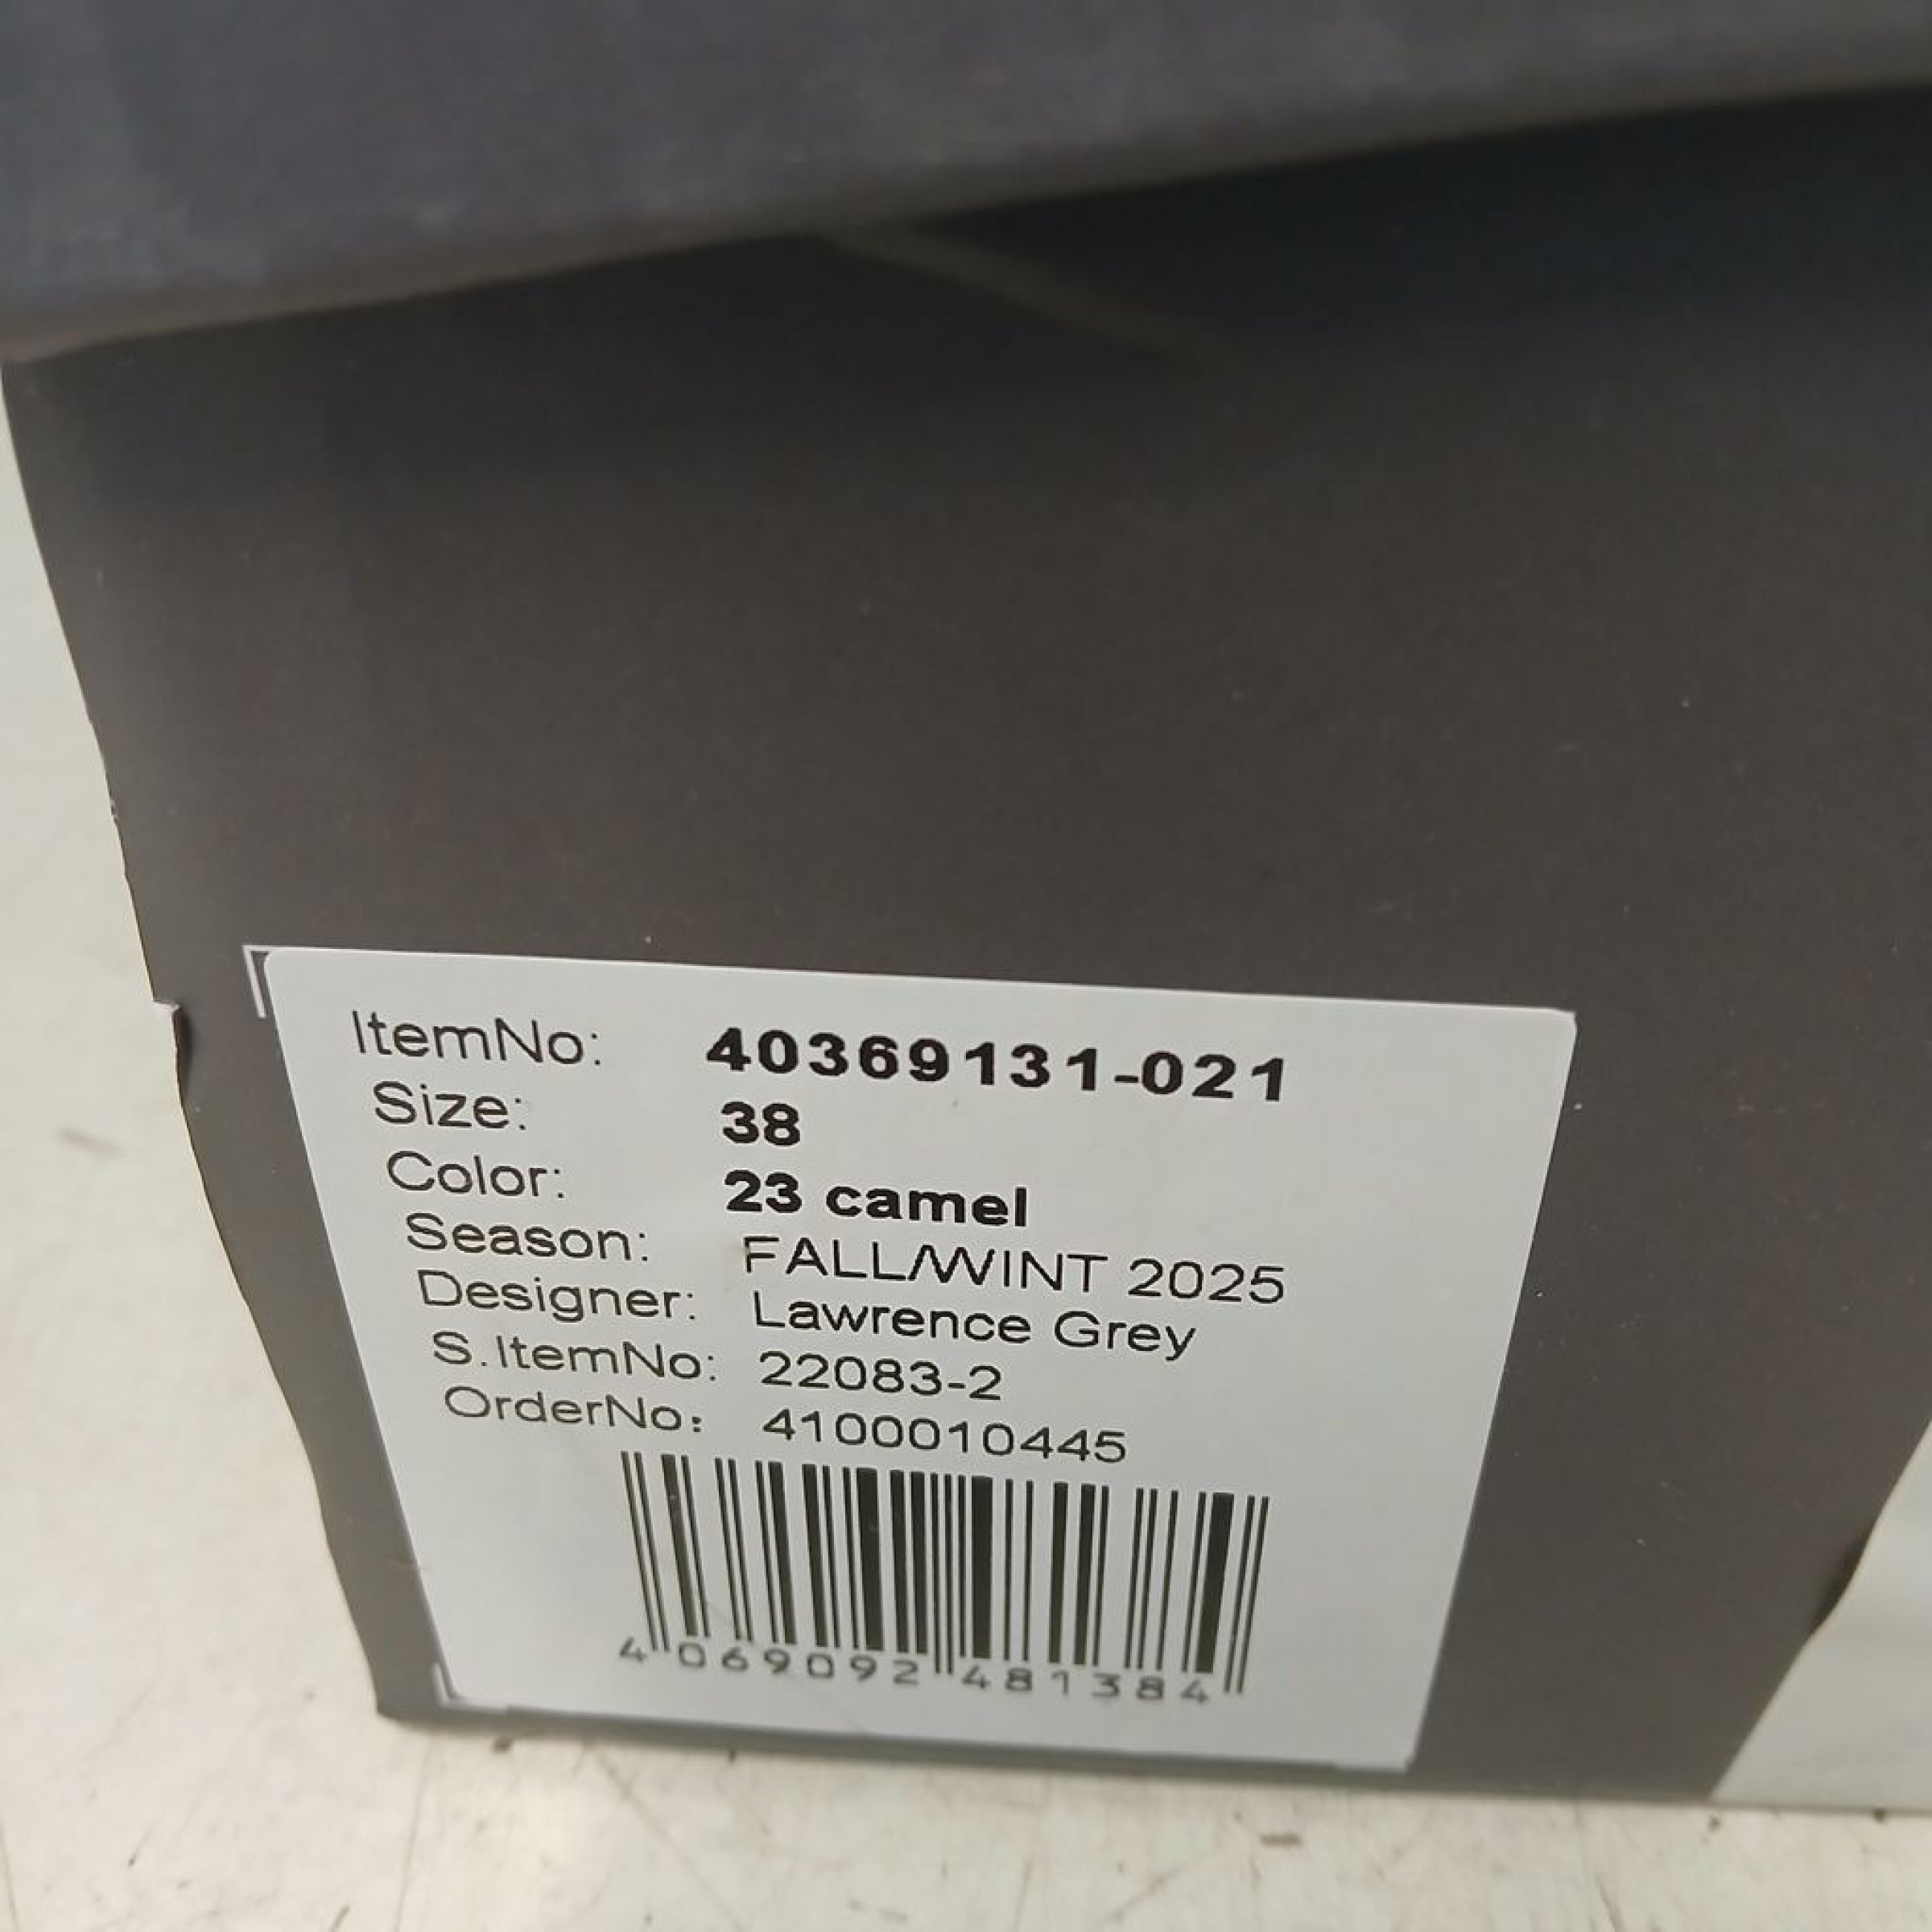 ItemNo: 40369131-021
Size: 38
Color: 23 camel
Season: FALL/WINT 2025
Designer: Lawrence Grey
S.ItemNo: 22083-2
OrderNo: 4100010445
4 069092 481384